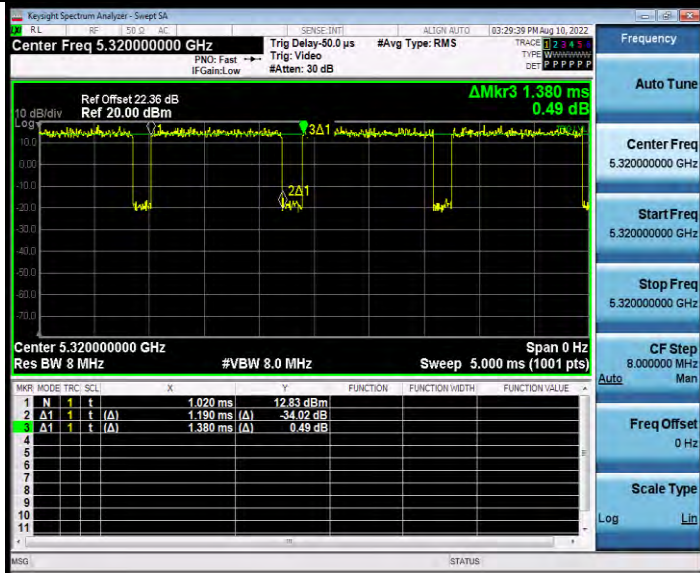 Keysight Spectrum Analyzer - Swept SA
RL RF 50 Ω AC SENSE:INT ALIGN AUTO 03:29:39 PM Aug 10, 2022
Center Freq 5.320000000 GHz
PNO: Fast
IFGain:Low
Trig Delay-50.0 µs
Trig: Video
#Atten: 30 dB
#Avg Type: RMS
TRACE 1 2 3 4 5
TYPE
DET P P P P P P
Frequency
Auto Tune
Center Freq
5.320000000 GHz
Start Freq
5.320000000 GHz
Stop Freq
5.320000000 GHz
CF Step
8.000000 MHz
Auto Man
Freq Offset
0 Hz
Scale Type
Log Lin
ΔMkr3 1.380 ms
0.49 dB
Ref Offset 22.36 dB
10 dB/div Ref 20.00 dBm
Log
10.0
0.00
-10.0
-20.0
-30.0
-40.0
-50.0
-60.0
-70.0
1
3Δ1
2Δ1
Center 5.320000000 GHz Span 0 Hz
Res BW 8 MHz #VBW 8.0 MHz Sweep 5.000 ms (1001 pts)
MKR MODE TRC SCL X Y FUNCTION FUNCTION WIDTH FUNCTION VALUE
1 N 1 t 1.020 ms 12.83 dBm
2 Δ1 1 t (Δ) 1.190 ms (Δ) -34.02 dB
3 Δ1 1 t (Δ) 1.380 ms (Δ) 0.49 dB
4
5
6
7
8
9
10
11
MSG STATUS